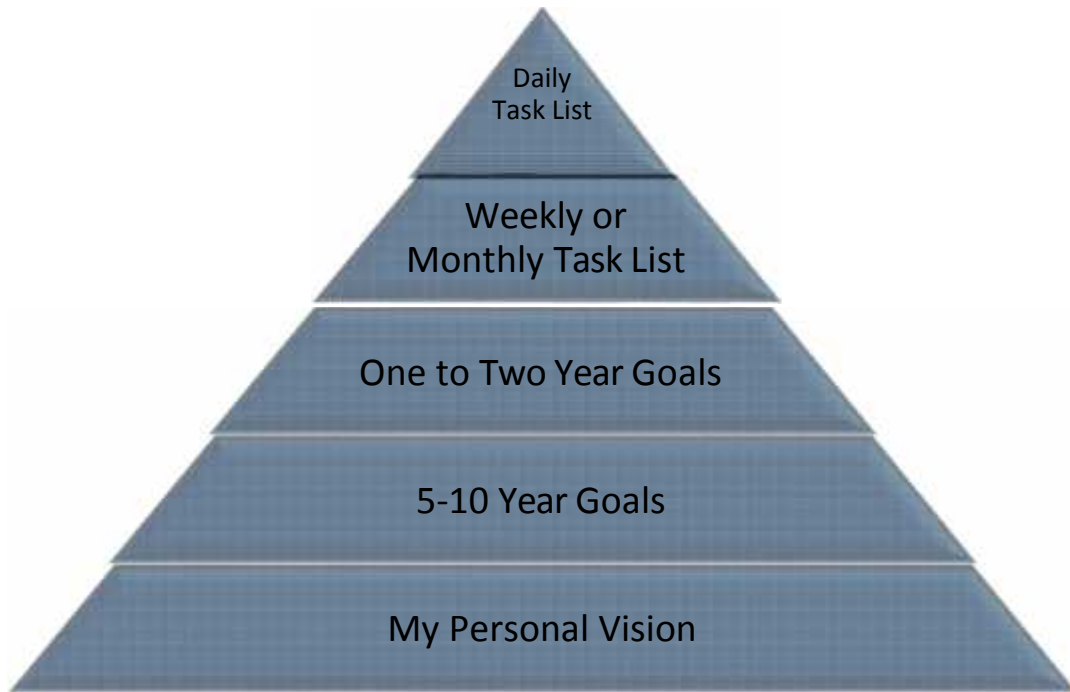 Daily
Task List
Weekly or
Monthly Task List
One to Two Year Goals
5-10 Year Goals
My Personal Vision